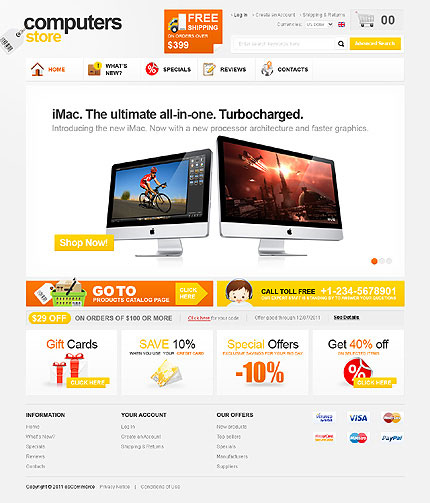 computers
store
FREE
SHIPPING
ON ORDERS OVER
$399
Log In
Create an Account
Shipping & Returns
Currencies: US Dollar
00
Enter search keywords here
Advanced Search
HOME
WHAT'S NEW?
SPECIALS
REVIEWS
CONTACTS
iMac. The ultimate all-in-one. Turbocharged.
Introducing the new iMac. Now with a new processor architecture and faster graphics.
Shop Now!
GO TO
PRODUCTS CATALOG PAGE
CLICK HERE
CALL TOLL FREE +1-234-5678901
OUR EXPERT STAFF IS STANDING BY TO ANSWER YOUR QUESTIONS
$29 OFF ON ORDERS OF $100 OR MORE
Click here for your code
Offer good through 12/07/2011
See Details
Gift Cards
CLICK HERE
SAVE 10%
WHEN YOU USE YOUR CREDIT CARD
Special Offers
EXCLUSIVE SAVINGS FOR YOUR BIG DAY
-10%
Get 40% off
ON SELECTED ITEMS
%
CLICK HERE
INFORMATION
Home
What's New?
Specials
Reviews
Contacts
YOUR ACCOUNT
Log In
Create an Account
Shipping & Returns
OUR OFFERS
New products
Top sellers
Specials
Manufacturers
Suppliers
VISA
MasterCard
PayPal
Copyright © 2011 osCommerce Privacy Notice | Conditions Of Use